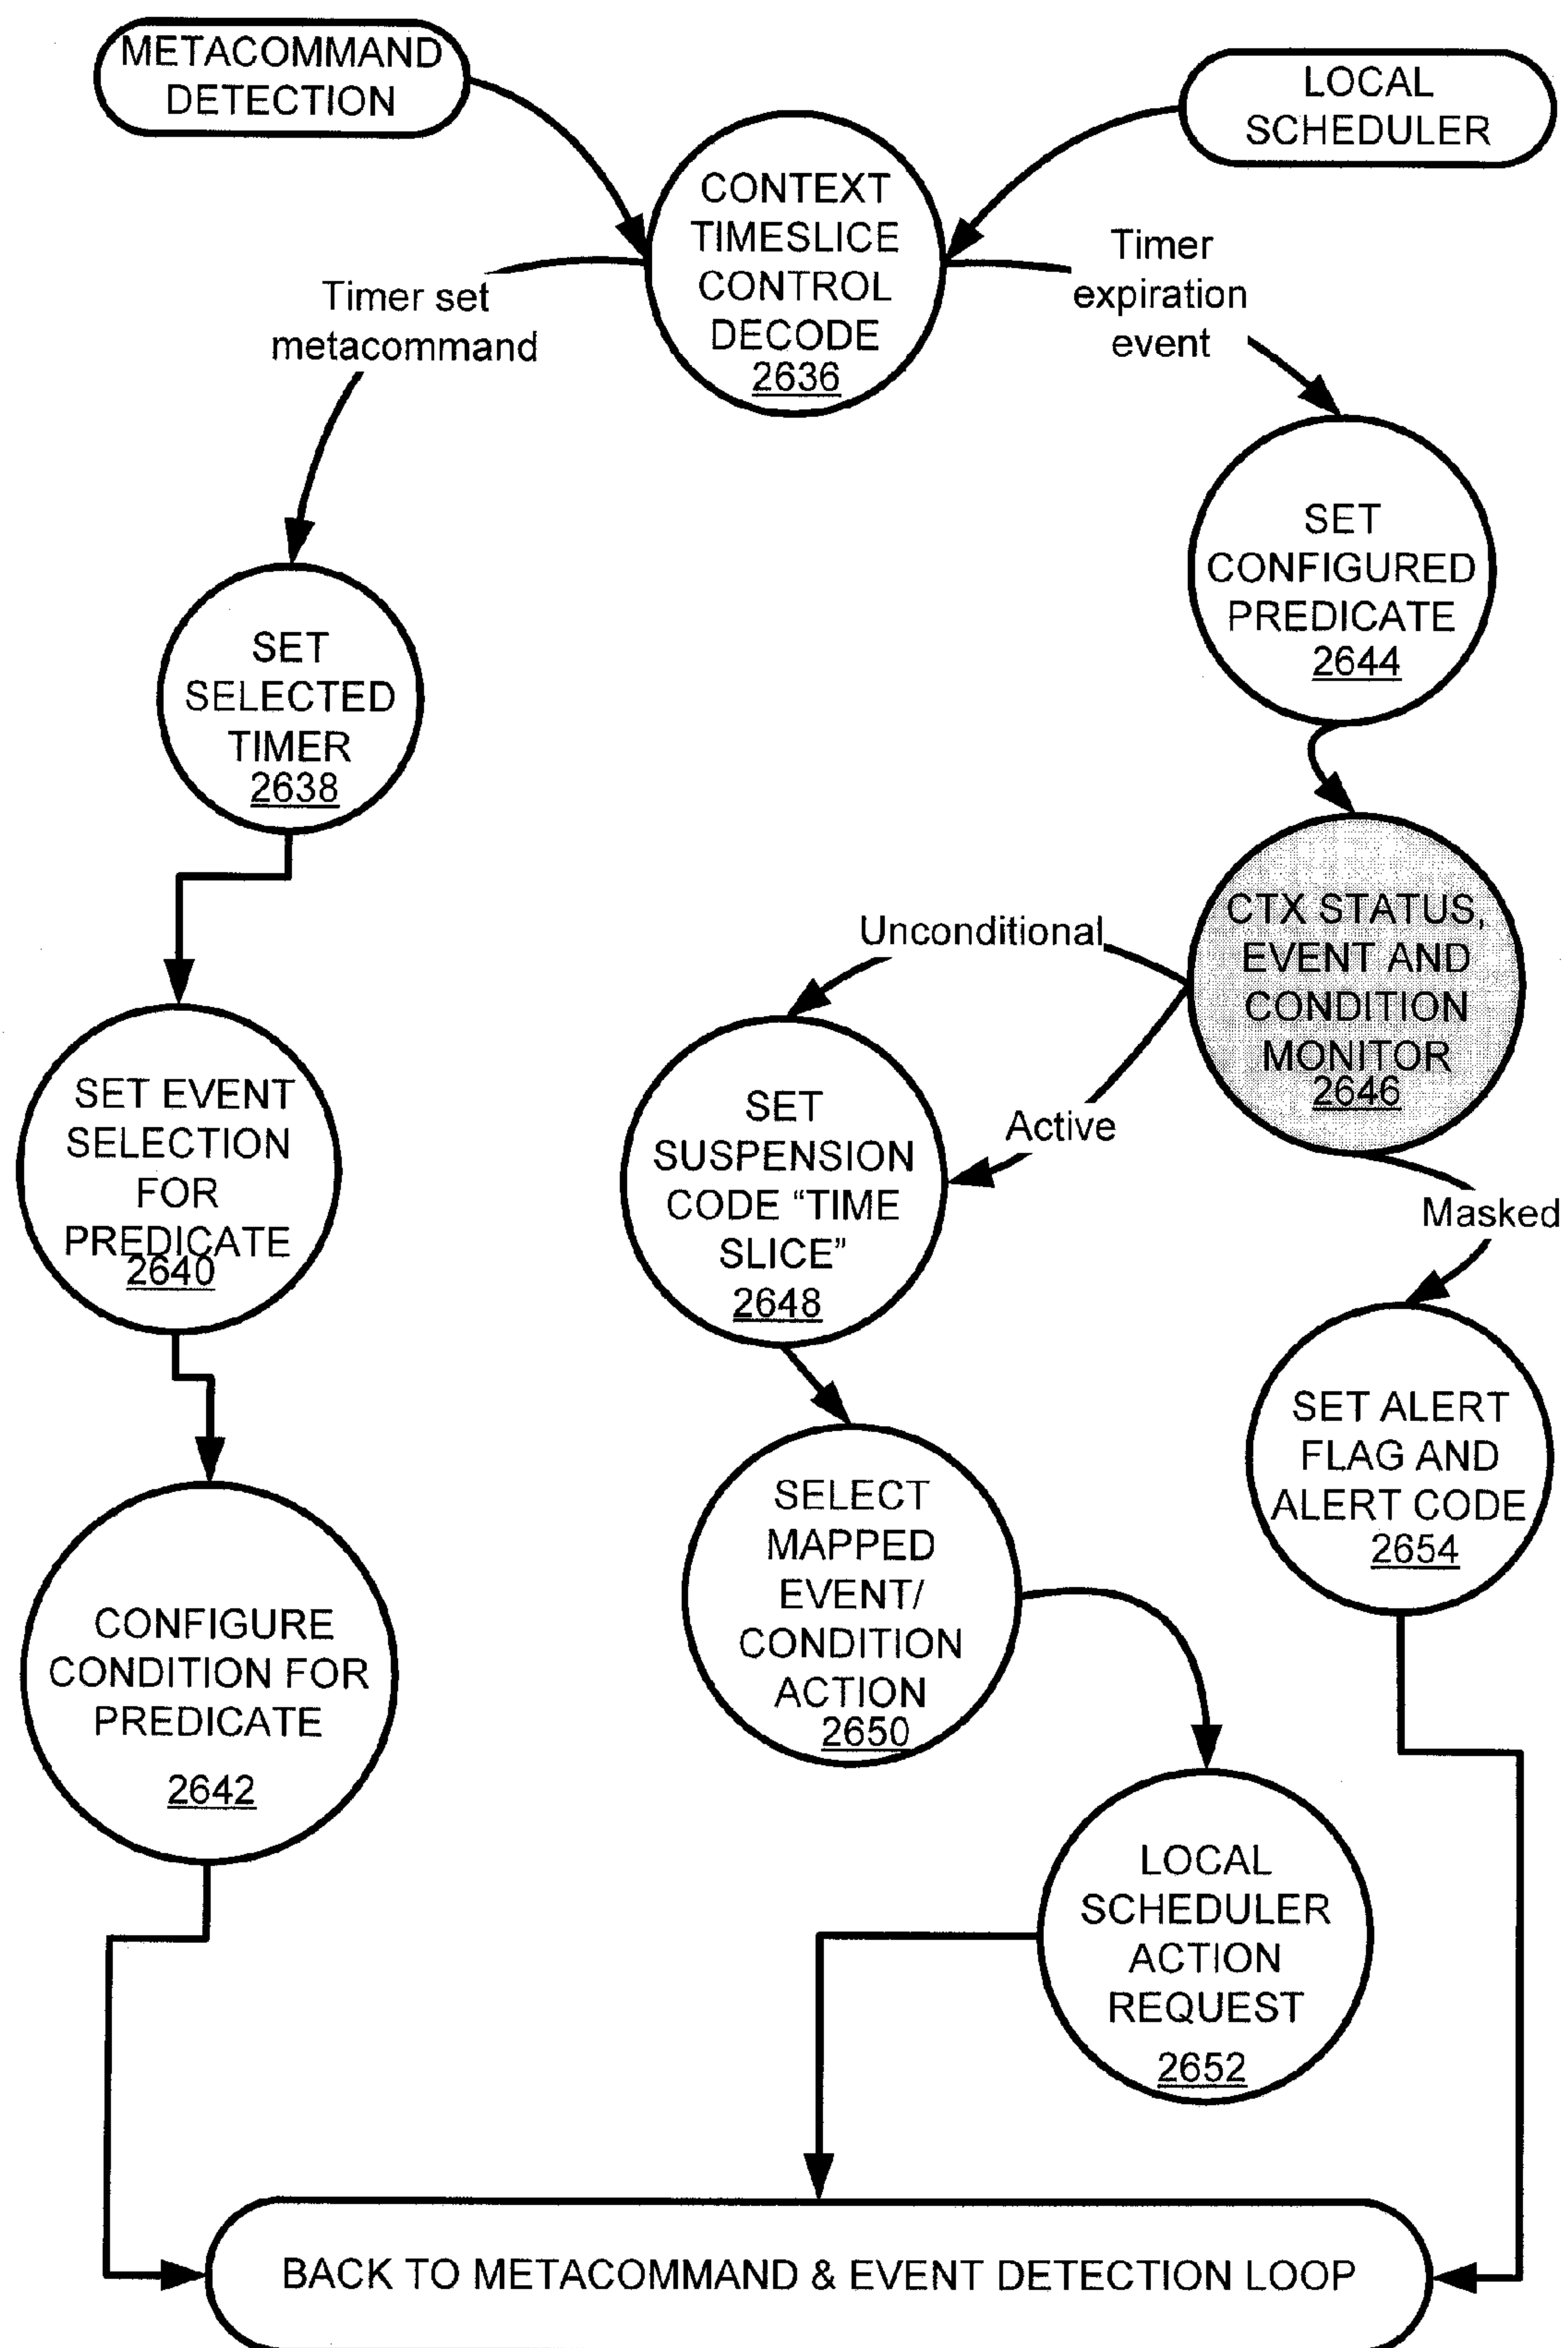 METACOMMAND
DETECTION
LOCAL
SCHEDULER
CONTEXT
TIMESLICE
CONTROL
DECODE
2636
Timer set
metacommand
Timer
expiration
event
SET
SELECTED
TIMER
2638
SET
CONFIGURED
PREDICATE
2644
CTX STATUS,
EVENT AND
CONDITION
MONITOR
2646
Unconditional
Active
Masked
SET EVENT
SELECTION
FOR
PREDICATE
2640
SET
SUSPENSION
CODE “TIME
SLICE”
2648
SET ALERT
FLAG AND
ALERT CODE
2654
CONFIGURE
CONDITION FOR
PREDICATE
2642
SELECT
MAPPED
EVENT/
CONDITION
ACTION
2650
LOCAL
SCHEDULER
ACTION
REQUEST
2652
BACK TO METACOMMAND & EVENT DETECTION LOOP